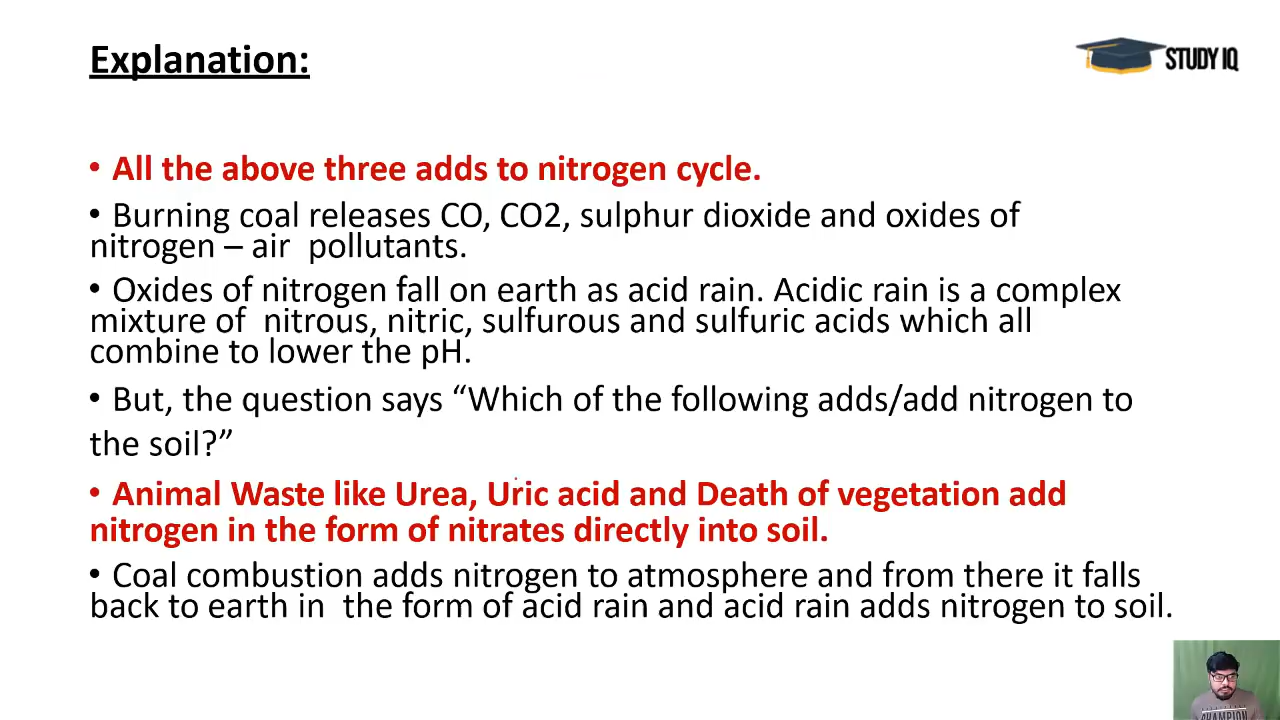 Explanation:
STUDY IQ
• All the above three adds to nitrogen cycle.
• Burning coal releases CO, CO2, sulphur dioxide and oxides of
nitrogen – air pollutants.
• Oxides of nitrogen fall on earth as acid rain. Acidic rain is a complex
mixture of nitrous, nitric, sulfurous and sulfuric acids which all
combine to lower the pH.
• But, the question says “Which of the following adds/add nitrogen to
the soil?”
• Animal Waste like Urea, Uric acid and Death of vegetation add
nitrogen in the form of nitrates directly into soil.
• Coal combustion adds nitrogen to atmosphere and from there it falls
back to earth in the form of acid rain and acid rain adds nitrogen to soil.
CHAMPION